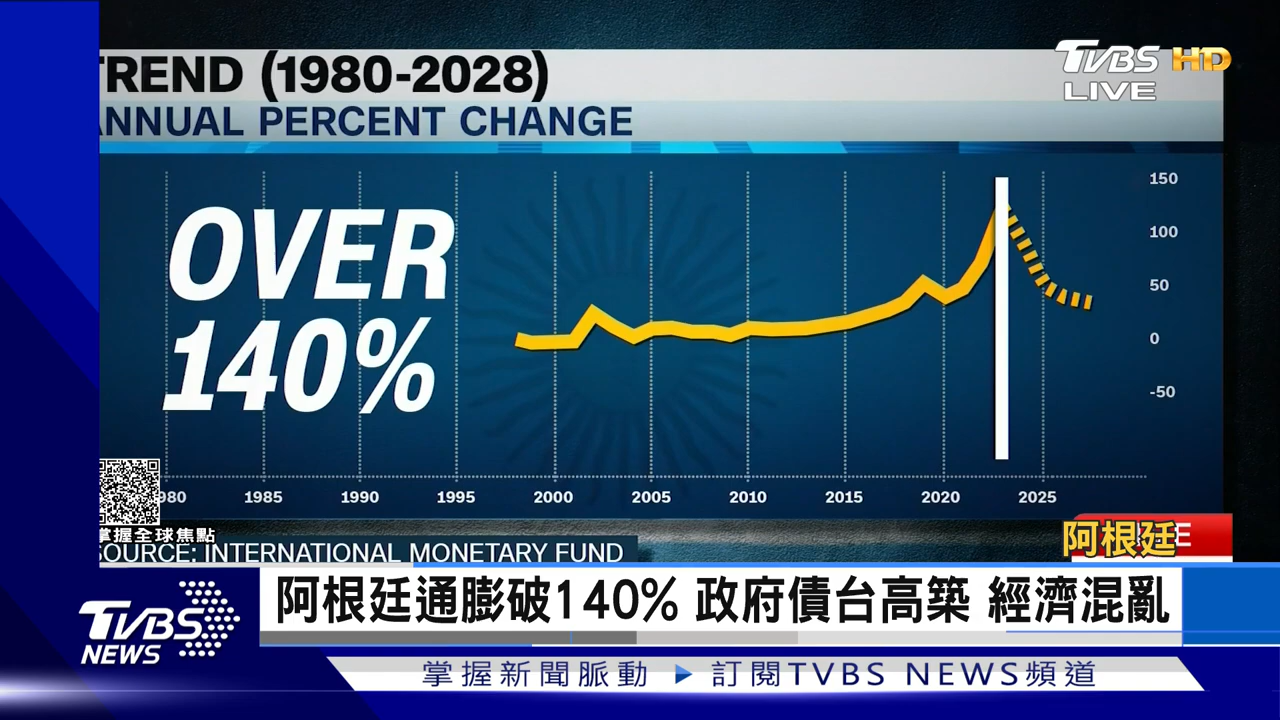 TREND (1980-2028)
ANNUAL PERCENT CHANGE
TVBS HD
LIVE
OVER
140%
150
100
50
0
-50
980 1985 1990 1995 2000 2005 2010 2015 2020 2025
掌握全球焦點
SOURCE: INTERNATIONAL MONETARY FUND
阿根廷
TVBS
NEWS
阿根廷通膨破140% 政府債台高築 經濟混亂
掌握新聞脈動 ▶ 訂閱TVBS NEWS頻道